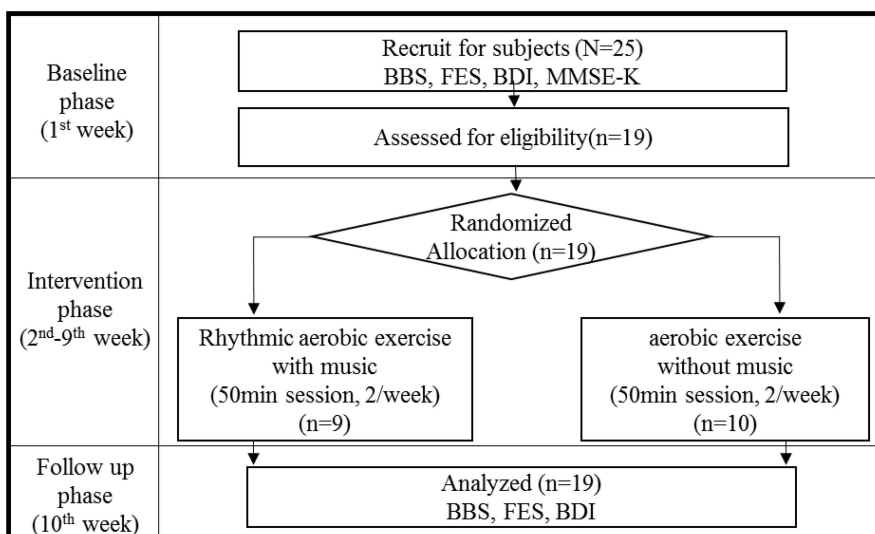 Baseline
phase
(1st week)
Recruit for subjects (N=25)
BBS, FES, BDI, MMSE-K
Assessed for eligibility(n=19)
Intervention
phase
(2nd-9th week)
Randomized
Allocation (n=19)
Rhythmic aerobic exercise
with music
(50min session, 2/week)
(n=9)
aerobic exercise
without music
(50min session, 2/week)
(n=10)
Follow up
phase
(10th week)
Analyzed (n=19)
BBS, FES, BDI